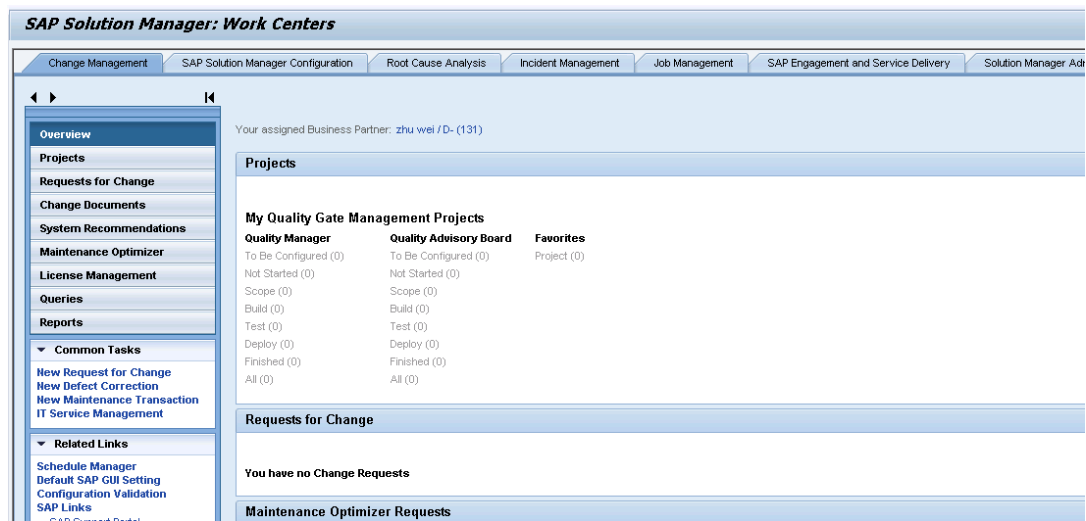 SAP Solution Manager: Work Centers
Change Management SAP Solution Manager Configuration Root Cause Analysis Incident Management Job Management SAP Engagement and Service Delivery Solution Manager Adr
Overview
Projects
Requests for Change
Change Documents
System Recommendations
Maintenance Optimizer
License Management
Queries
Reports
Common Tasks
New Request for Change
New Defect Correction
New Maintenance Transaction
IT Service Management
Related Links
Schedule Manager
Default SAP GUI Setting
Configuration Validation
SAP Links
SAP Support Portal
Your assigned Business Partner: zhu wei / D- (131)
Projects
My Quality Gate Management Projects
Quality Manager Quality Advisory Board Favorites
To Be Configured (0) To Be Configured (0) Project (0)
Not Started (0) Not Started (0)
Scope (0) Scope (0)
Build (0) Build (0)
Test (0) Test (0)
Deploy (0) Deploy (0)
Finished (0) Finished (0)
All (0) All (0)
Requests for Change
You have no Change Requests
Maintenance Optimizer Requests